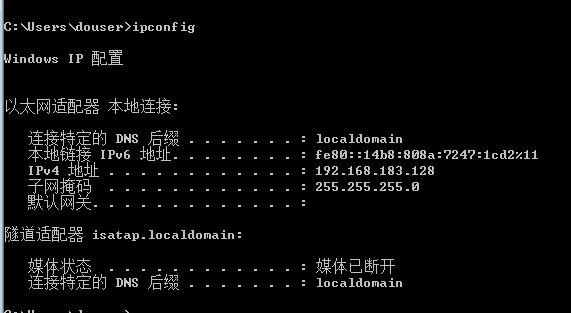 C:\Users\douser>ipconfig
Windows IP 配置
以太网适配器 本地连接:
连接特定的 DNS 后缀 . . . . . . . : localdomain
本地链接 IPv6 地址. . . . . . . . : fe80::14b8:808a:7247:1cd2%11
IPv4 地址 . . . . . . . . . . . . : 192.168.183.128
子网掩码 . . . . . . . . . . . . : 255.255.255.0
默认网关. . . . . . . . . . . . . :
隧道适配器 isatap.localdomain:
媒体状态 . . . . . . . . . . . . : 媒体已断开
连接特定的 DNS 后缀 . . . . . . . : localdomain